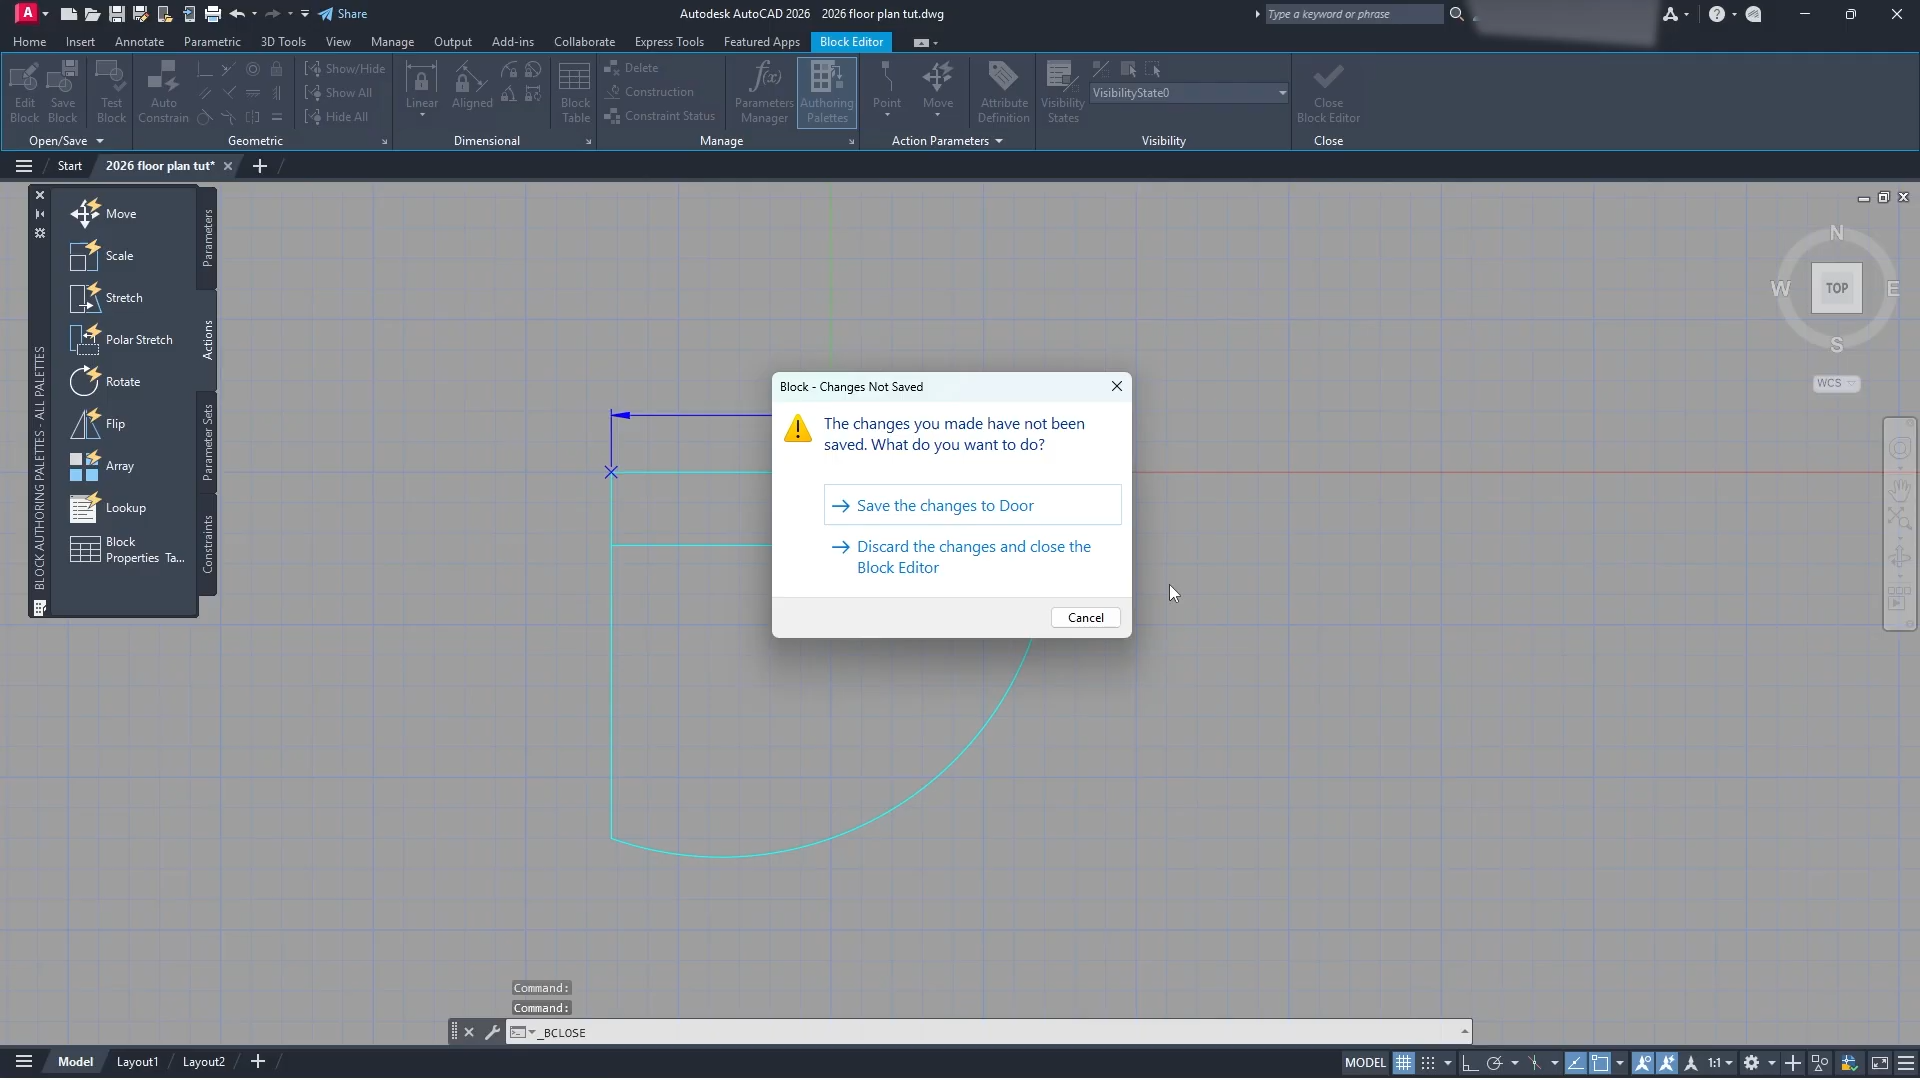 A
Share
Autodesk AutoCAD 2026 2026 floor plan tut.dwg
Type a keyword or phrase
Home Insert Annotate Parametric 3D Tools View Manage Output Add-ins Collaborate Express Tools Featured Apps Block Editor
Edit Block
Save Block
Test Block
Open/Save
Auto Constrain
Show/Hide
Show All
Hide All
Geometric
Linear
Aligned
Dimensional
Block Table
Delete
Construction
Constraint Status
Parameters Manager
Authoring Palettes
Manage
Point
Move
Attribute Definition
Action Parameters
Visibility States
VisibilityState0
Visibility
Close Block Editor
Close
Start
2026 floor plan tut*
Move
Scale
Stretch
Polar Stretch
Rotate
Flip
Array
Lookup
Block
Properties Ta...
Parameters
Actions
Parameter Sets
Constraints
BLOCK AUTHORING PALETTES - ALL PALETTES
N
W
TOP
E
S
WCS
Block - Changes Not Saved
The changes you made have not been
saved. What do you want to do?
Save the changes to Door
Discard the changes and close the
Block Editor
Cancel
Command:
Command:
_BCLOSE
Model Layout1 Layout2
MODEL
1:1